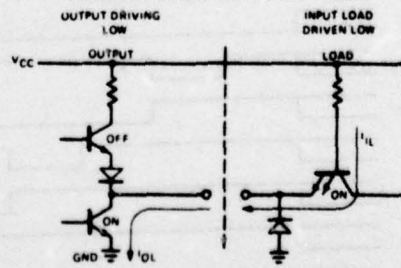 OUTPUT DRIVING
LOW
INPUT LOAD
DRIVEN LOW
OUTPUT
LOAD
VCC
OFF
IIL
ON
ON
GND
IOL